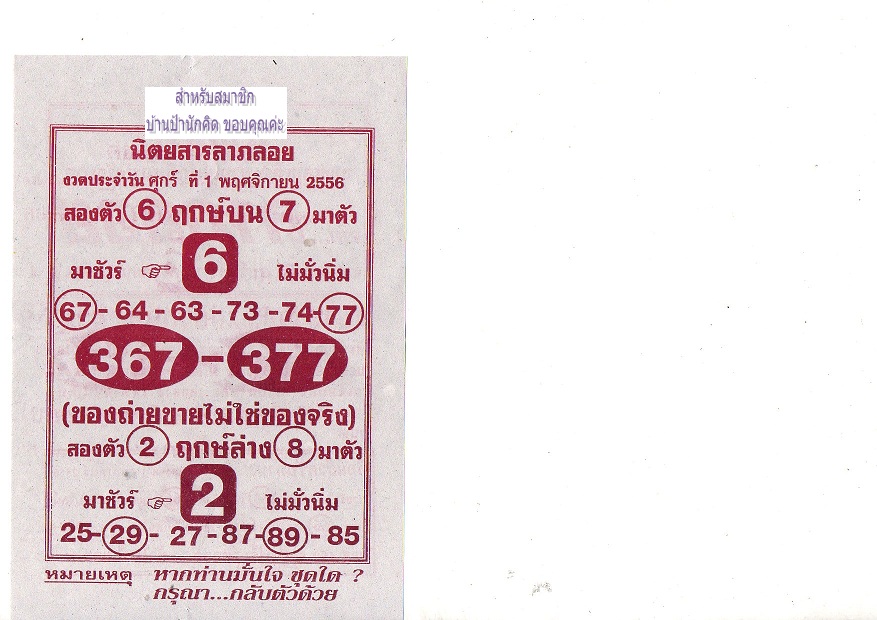 สำหรับสมาชิก
บ้านป้านักคิด ขอบคุณค่ะ
นิตยสารลาภลอย
งวดประจำวัน ศุกร์ ที่ 1 พฤศจิกายน 2556
สองตัว 6 ฤกษ์บน 7 มาตัว
6
มาชัวร์ ไม่มั่วนิ่ม
67 - 64 - 63 - 73 - 74 - 77
367 - 377
(ของถ่ายขายไม่ใช่ของจริง)
สองตัว 2 ฤกษ์ล่าง 8 มาตัว
2
มาชัวร์ ไม่มั่วนิ่ม
25 - 29 - 27 - 87 - 89 - 85
หมายเหตุ หากท่านมั่นใจ ชุดใด ?
กรุณา...กลับตัวด้วย